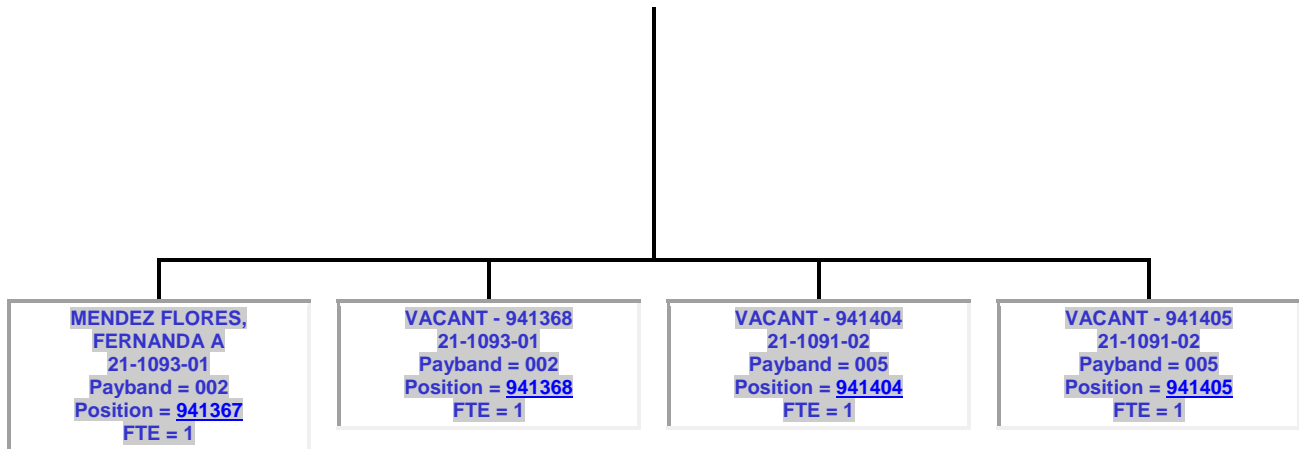 MENDEZ FLORES,
FERNANDA A
21-1093-01
Payband = 002
Position = 941367
FTE = 1
VACANT - 941368
21-1093-01
Payband = 002
Position = 941368
FTE = 1
VACANT - 941404
21-1091-02
Payband = 005
Position = 941404
FTE = 1
VACANT - 941405
21-1091-02
Payband = 005
Position = 941405
FTE = 1